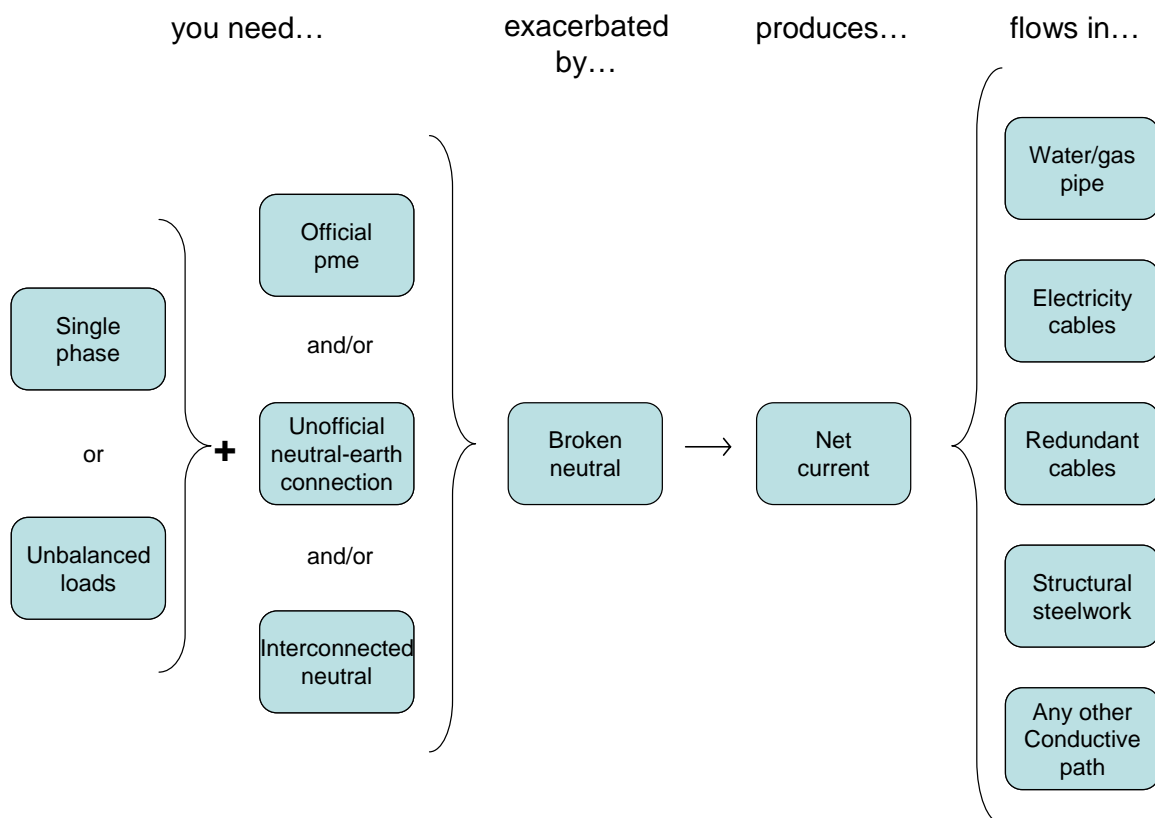 you need…
exacerbated
by…
produces…
flows in…
Single
phase
or
Unbalanced
loads
+
Official
pme
and/or
Unofficial
neutral-earth
connection
and/or
Interconnected
neutral
Broken
neutral
Net
current
Water/gas
pipe
Electricity
cables
Redundant
cables
Structural
steelwork
Any other
Conductive
path